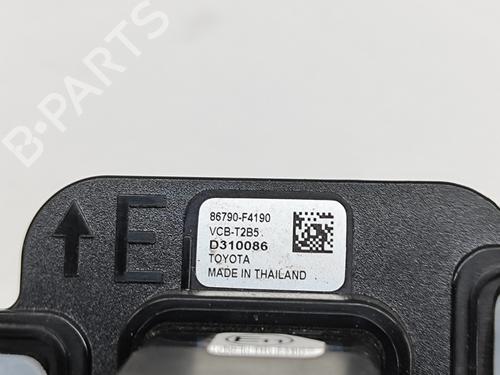 B-PARTS
E
86790-F4190
VCB-T2B5
D310086
TOYOTA
MADE IN THAILAND